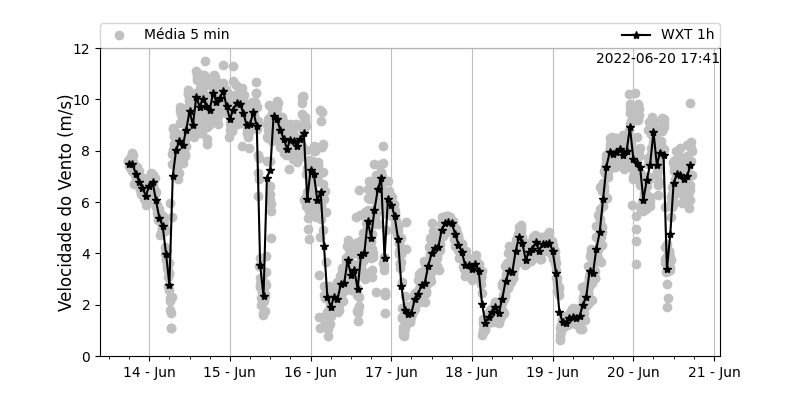 Média 5 min
WXT 1h
2022-06-20 17:41
Velocidade do Vento (m/s)
12
10
8
6
4
2
0
14 - Jun
15 - Jun
16 - Jun
17 - Jun
18 - Jun
19 - Jun
20 - Jun
21 - Jun